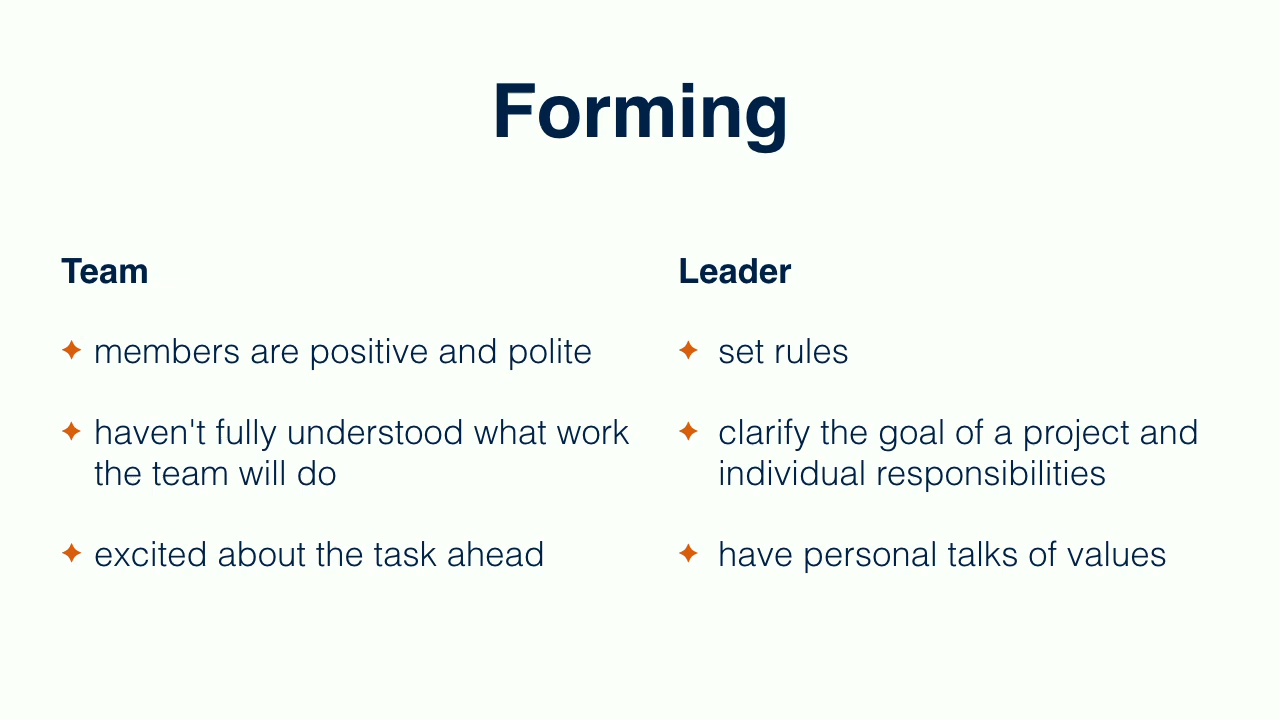 Forming
Team
members are positive and polite
haven't fully understood what work
the team will do
excited about the task ahead
Leader
set rules
clarify the goal of a project and
individual responsibilities
have personal talks of values